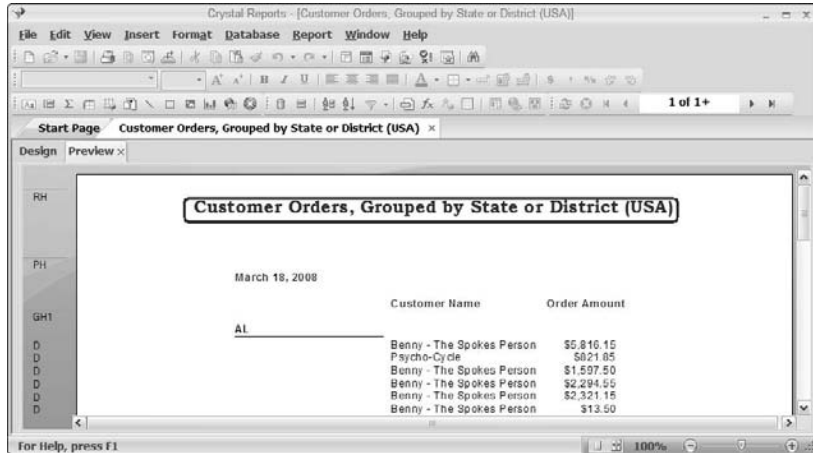 Crystal Reports - [Customer Orders, Grouped by State or District (USA)]
File Edit View Insert Format Database Report Window Help
1 of 1+
Start Page Customer Orders, Grouped by State or District (USA) ×
Design Preview ×
RH
Customer Orders, Grouped by State or District (USA)
PH
March 18, 2008
Customer Name Order Amount
GH1
AL
D Benny - The Spokes Person $5,816.15
D Psycho-Cycle $821.85
D Benny - The Spokes Person $1,597.50
D Benny - The Spokes Person $2,294.55
D Benny - The Spokes Person $2,321.15
D Benny - The Spokes Person $13.50
For Help, press F1 100%